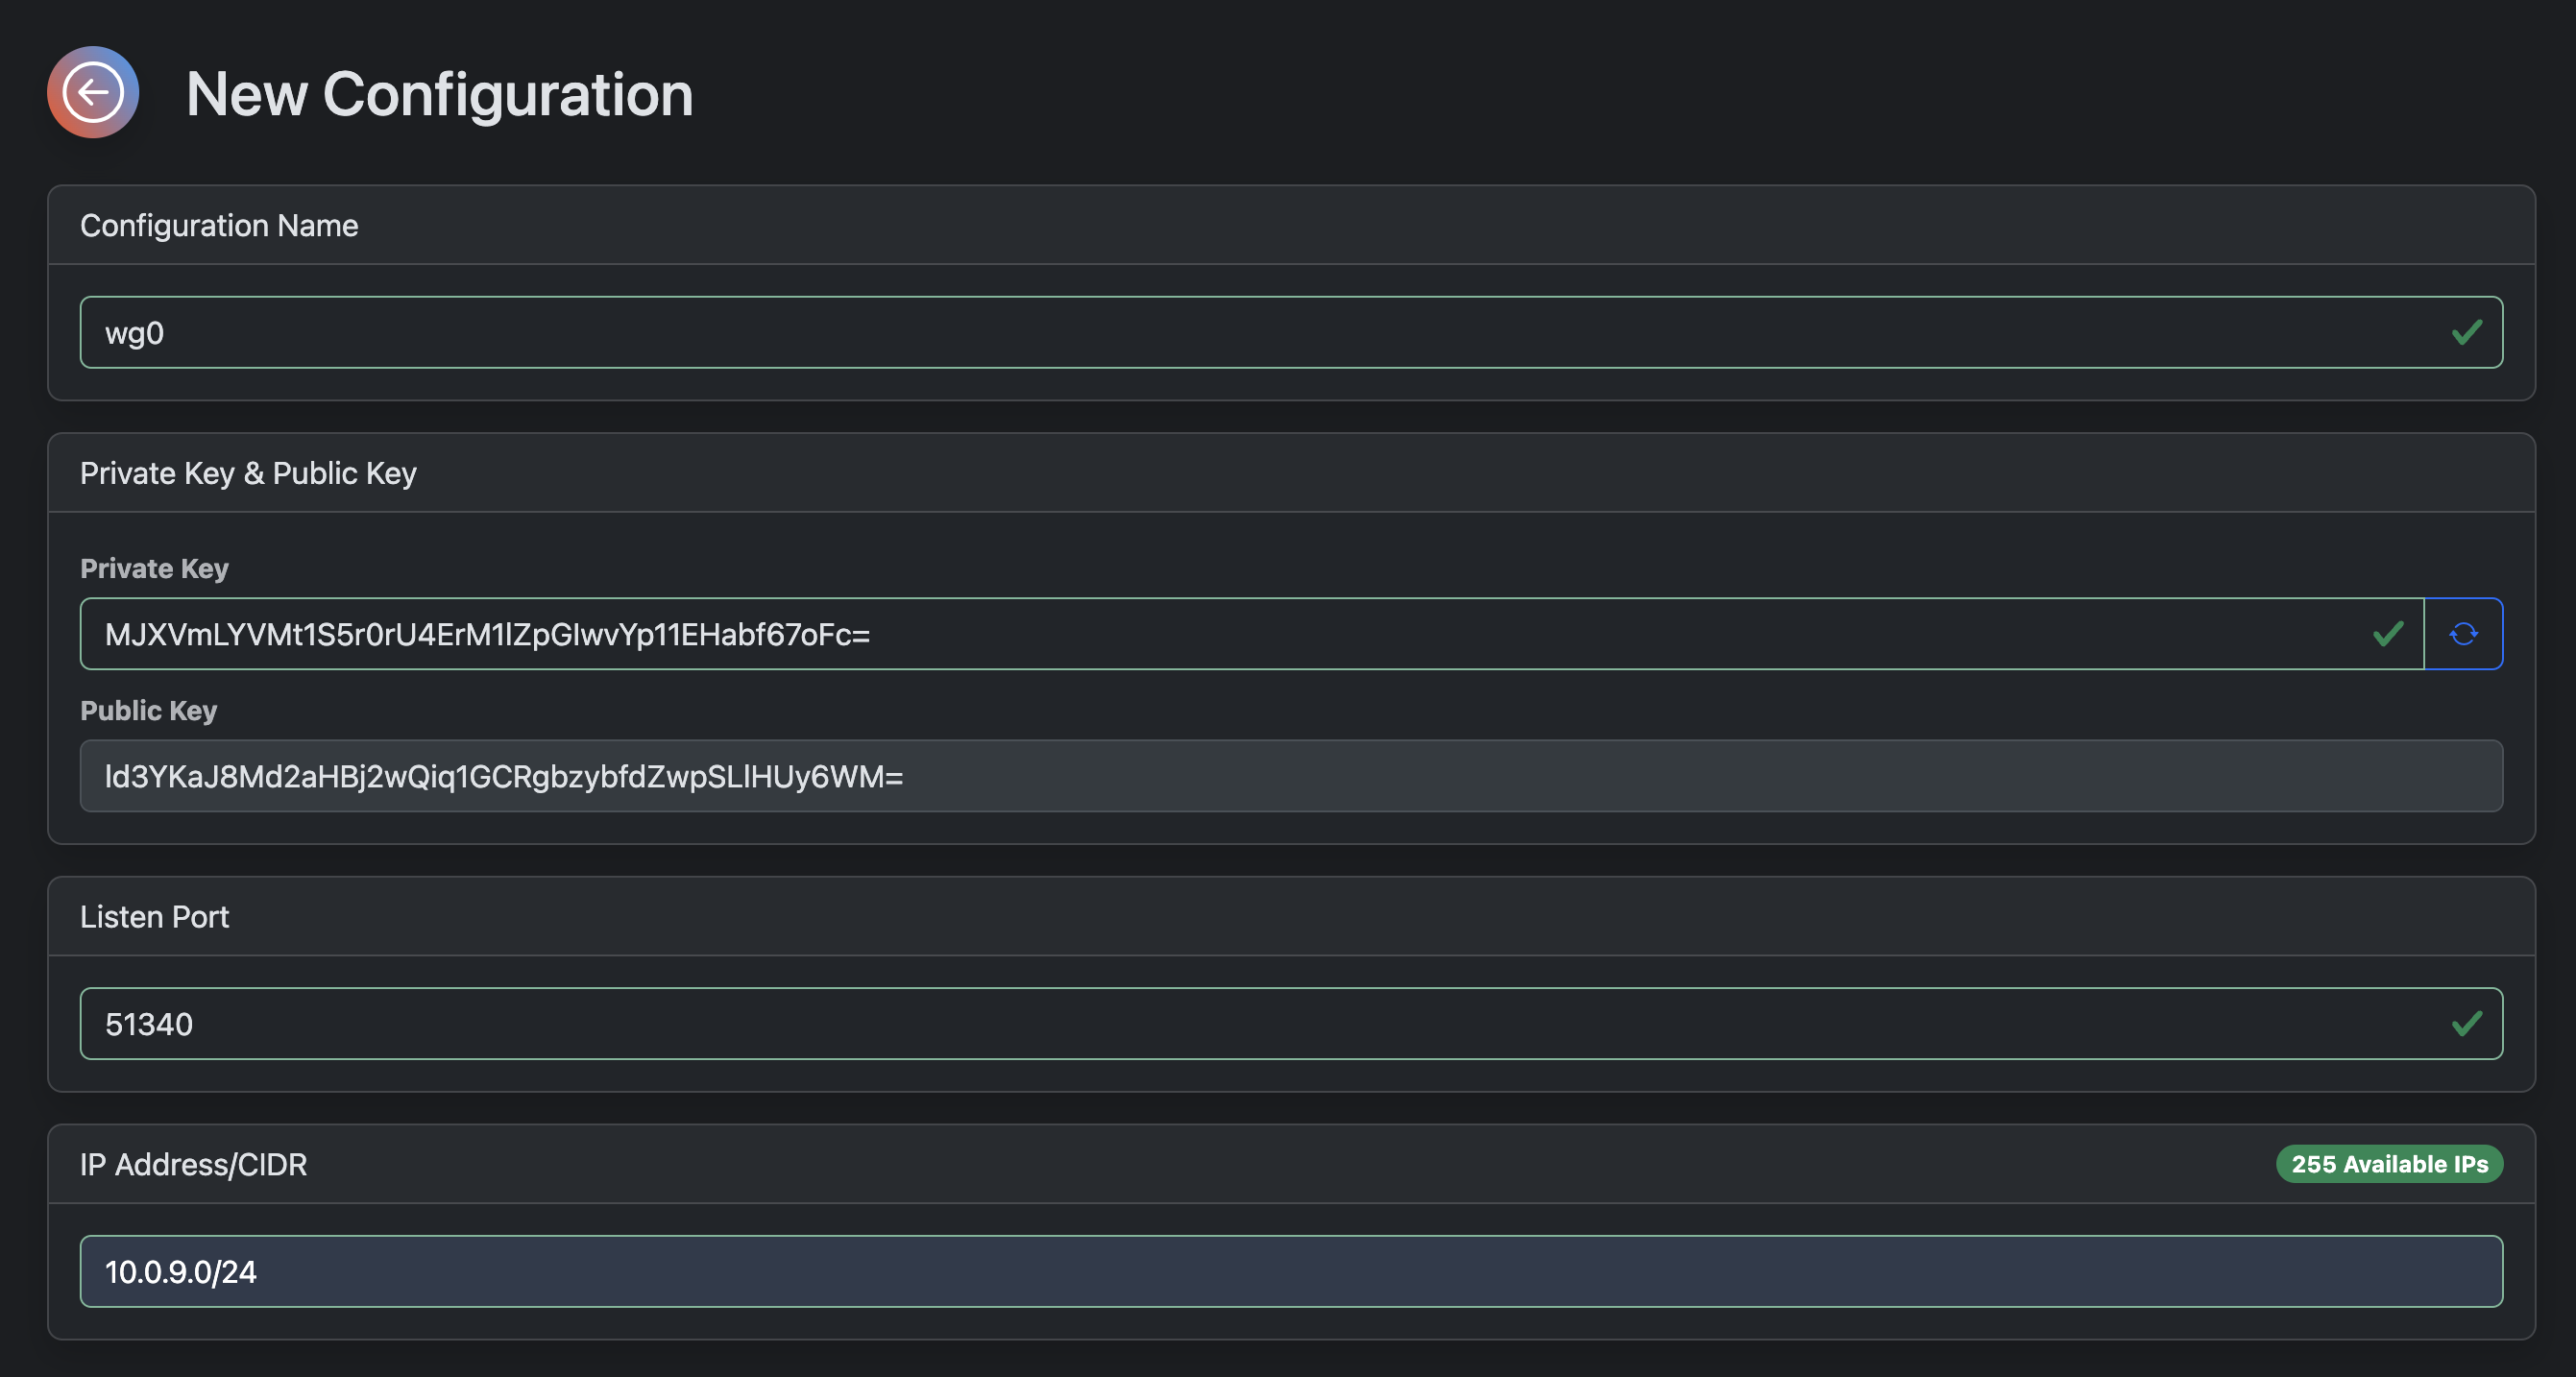 New Configuration
Configuration Name
wg0
Private Key & Public Key
Private Key
MJXVmLYVMt1S5r0rU4ErM1lZpGIwvYp11EHabf67oFc=
Public Key
ld3YKaJ8Md2aHBj2wQiq1GCRgbzybfdZwpSLlHUy6WM=
Listen Port
51340
IP Address/CIDR
255 Available IPs
10.0.9.0/24